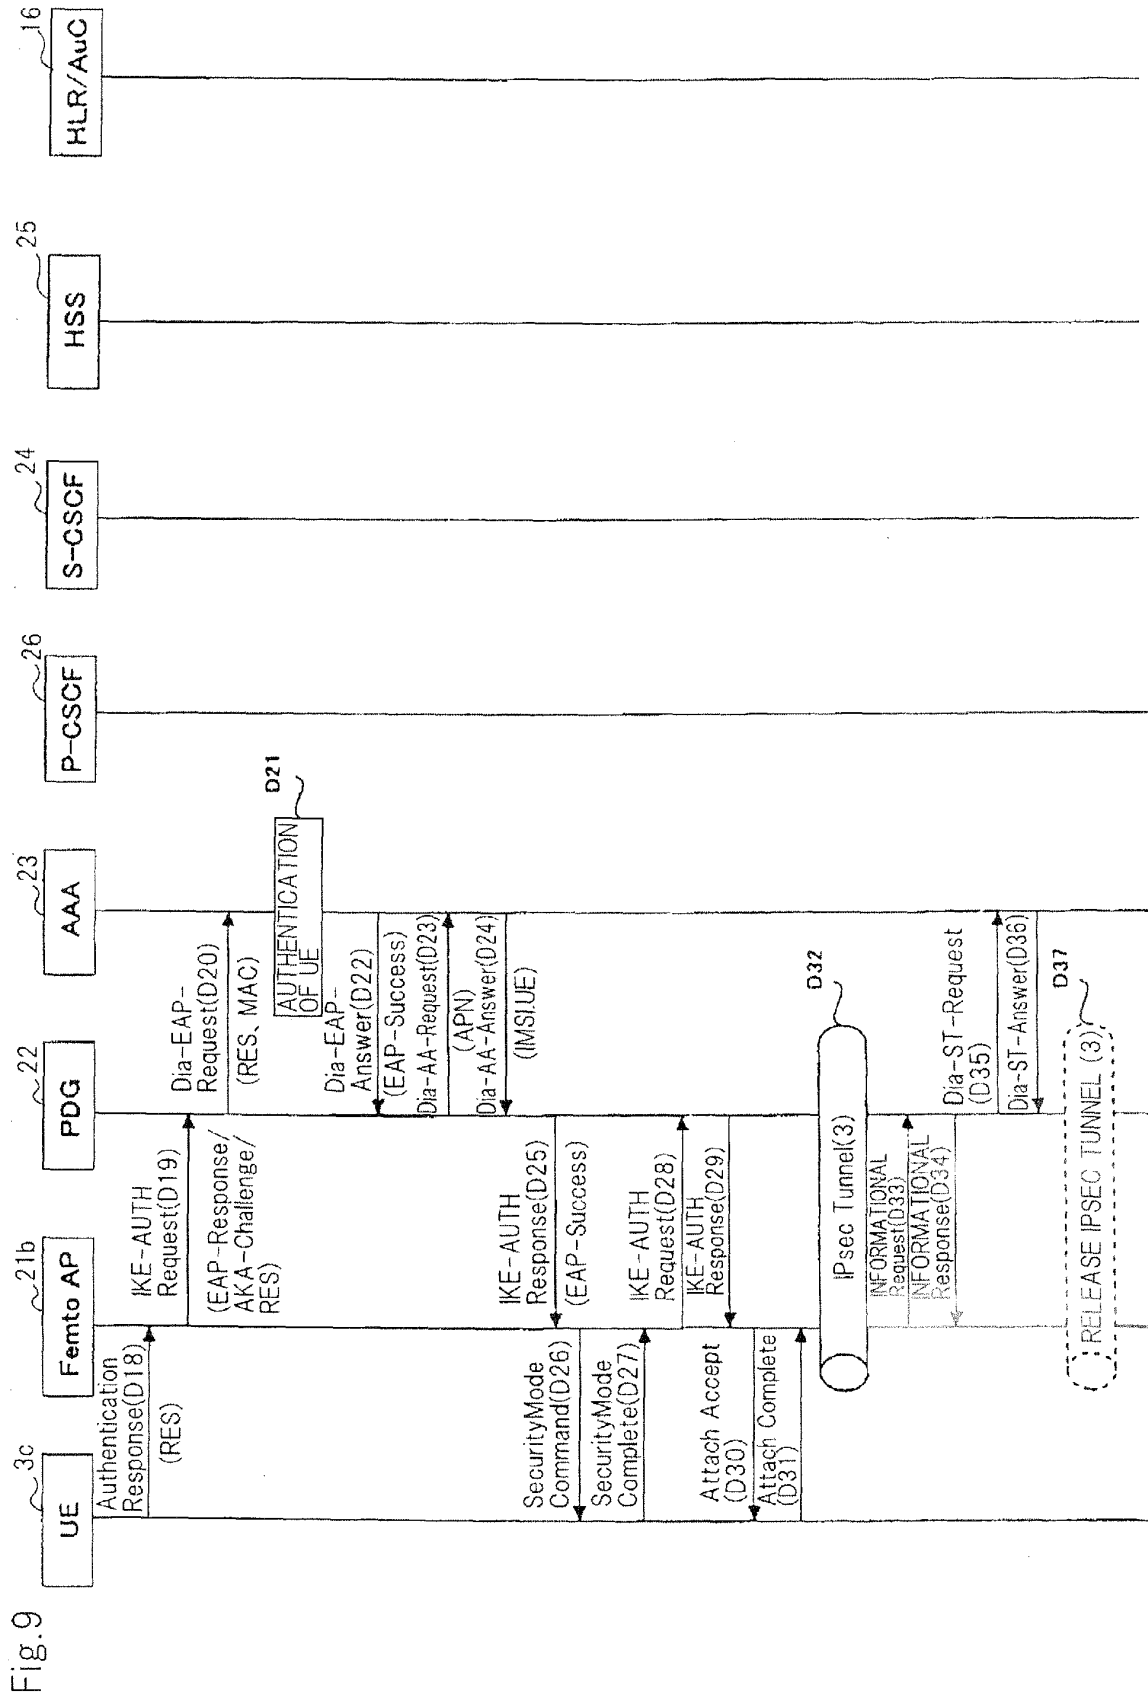 Fig.9
UE
3c
Femto AP
21b
PDG
22
AAA
23
P-CSCF
26
S-CSCF
24
HSS
25
HLR/AuC
16
Authentication
Response(D18)
(RES)
IKE-AUTH
Request(D19)
(EAP-Response/
AKA-Challenge/
RES)
Dia-EAP-
Request(D20)
(RES, MAC)
AUTHENTICATION
OF UE
D21
Dia-EAP-
Answer(D22)
(EAP-Success)
Dia-AA-Request(D23)
(APN)
Dia-AA-Answer(D24)
(IMSI.UE)
IKE-AUTH
Response(D25)
(EAP-Success)
SecurityMode
Command(D26)
SecurityMode
Complete(D27)
IKE-AUTH
Request(D28)
IKE-AUTH
Response(D29)
Attach Accept
(D30)
Attach Complete
(D31)
IPsec Tunnel(3)
D32
INFORMATIONAL
Request(D33)
INFORMATIONAL
Response(D34)
Dia-ST-Request
(D35)
Dia-ST-Answer(D36)
RELEASE IPSEC TUNNEL (3)
D37